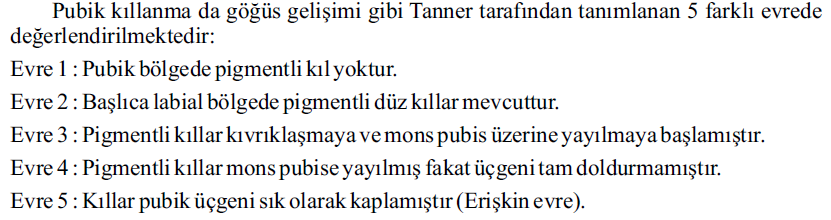 Pubik kıllanma da göğüs gelişimi gibi Tanner tarafından tanımlanan 5 farklı evrede
değerlendirilmektedir:
Evre 1 : Pubik bölgede pigmentli kıl yoktur.
Evre 2 : Başlıca labial bölgede pigmentli düz kıllar mevcuttur.
Evre 3 : Pigmentli kıllar kıvrıklaşmaya ve mons pubis üzerine yayılmaya başlamıştır.
Evre 4 : Pigmentli kıllar mons pubise yayılmış fakat üçgeni tam doldurmamıştır.
Evre 5 : Kıllar pubik üçgeni sık olarak kaplamıştır (Erişkin evre).